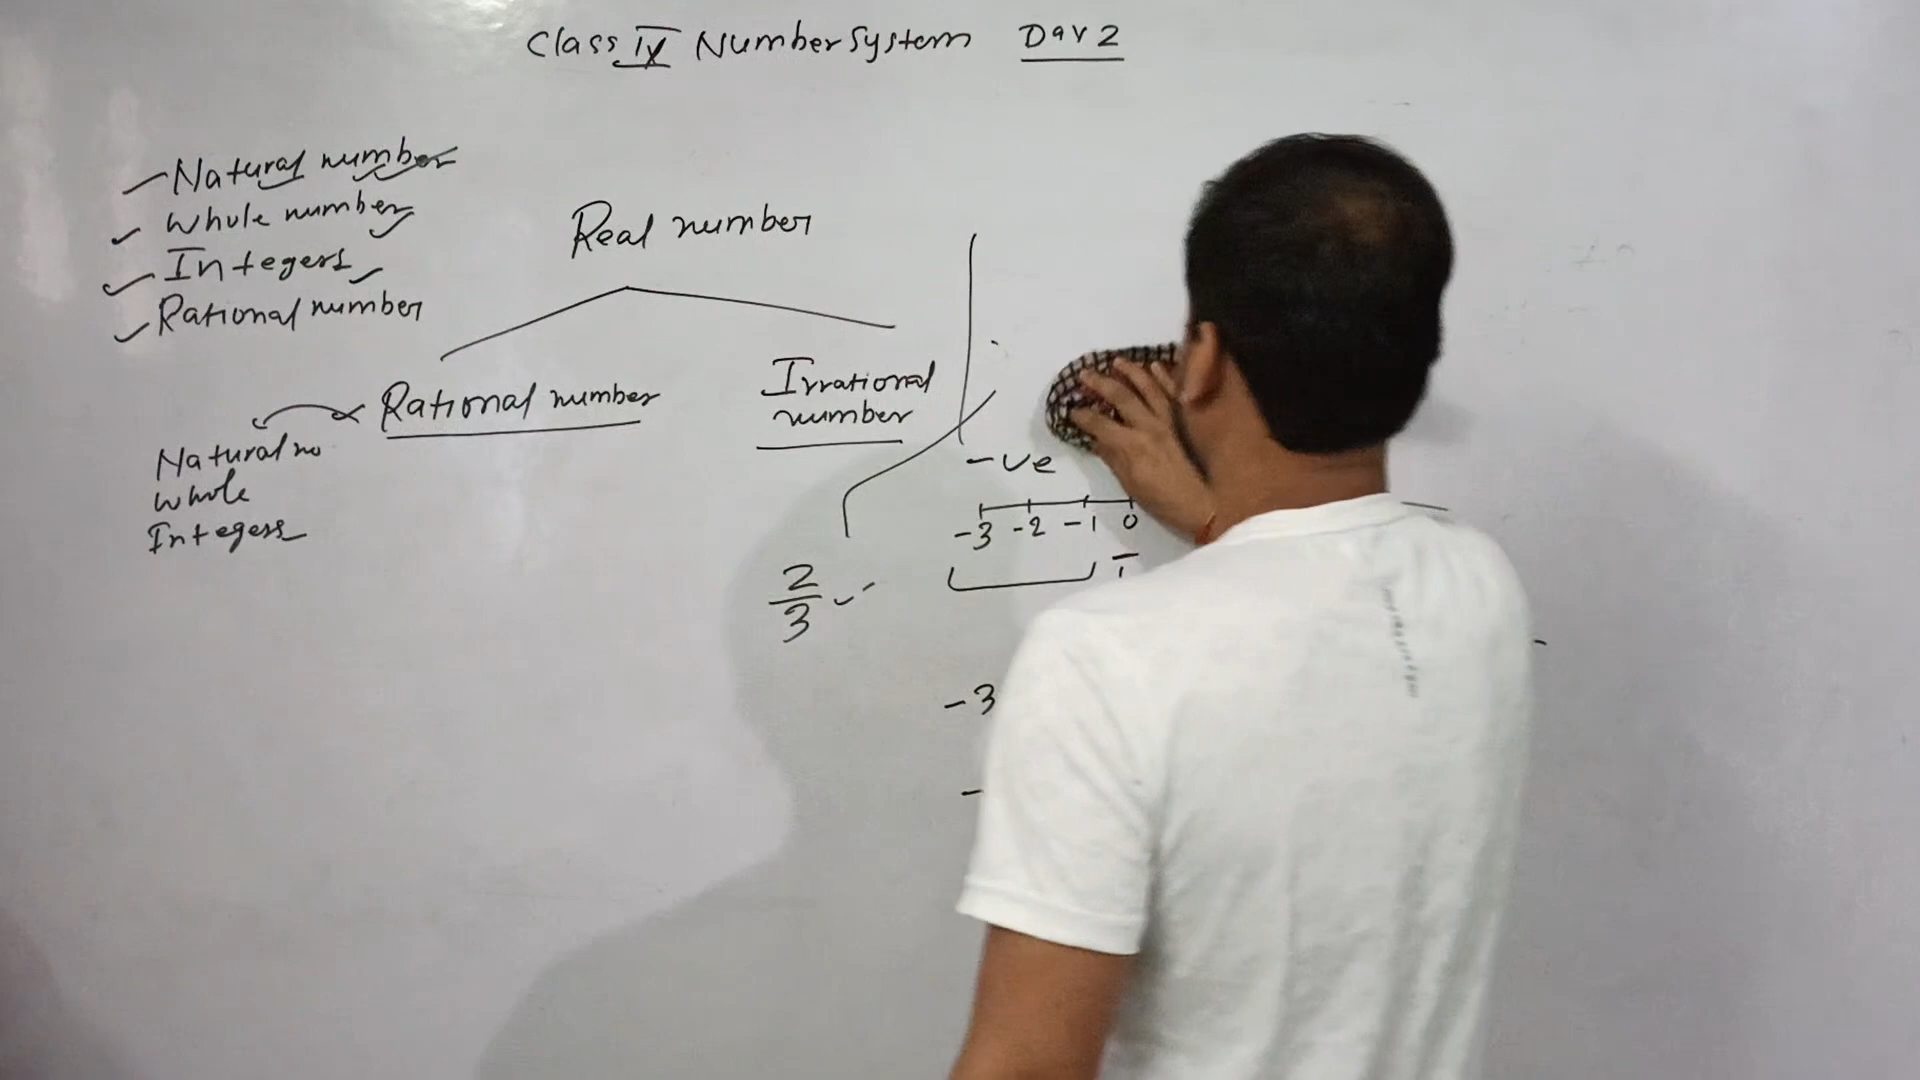 Class IX Number System Day 2
Natural number
Whole number
Integers
Rational number
Real number
Rational number
Irrational
number
Natural no
Whole
Integers
-ve
-3 -2 -1 0
2/3
-3